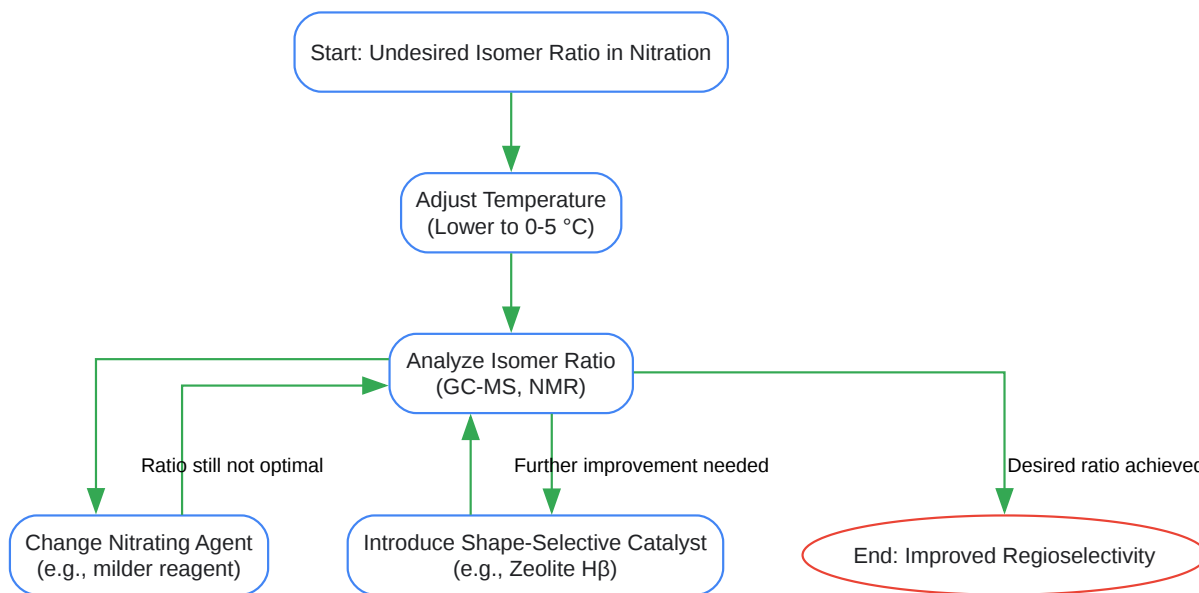 Start: Undesired Isomer Ratio in Nitration
Adjust Temperature
(Lower to 0-5 °C)
Analyze Isomer Ratio
(GC-MS, NMR)
Ratio still not optimal
Further improvement needed
Desired ratio achieved
Change Nitrating Agent
(e.g., milder reagent)
Introduce Shape-Selective Catalyst
(e.g., Zeolite Hβ)
End: Improved Regioselectivity